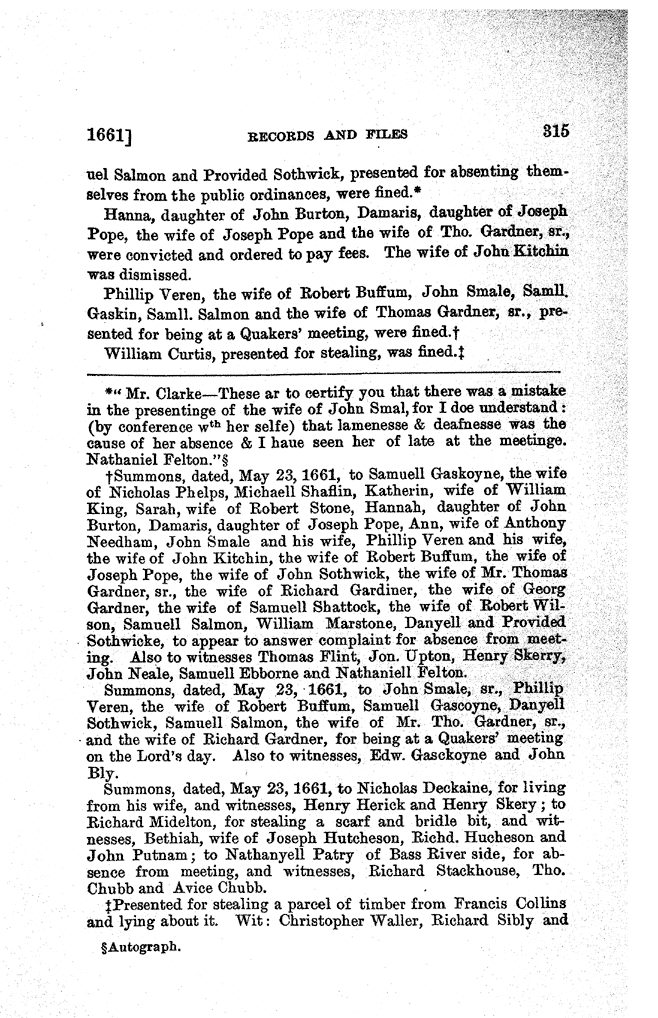 1661] RECORDS AND FILES 315
uel Salmon and Provided Sothwick, presented for absenting them-
selves from the public ordinances, were fined.*
Hanna, daughter of John Burton, Damaris, daughter of Joseph
Pope, the wife of Joseph Pope and the wife of Tho. Gardner, sr.,
were convicted and ordered to pay fees. The wife of John Kitchin
was dismissed.
Phillip Veren, the wife of Robert Buffum, John Smale, Samll.
Gaskin, Samll. Salmon and the wife of Thomas Gardner, sr., pre-
sented for being at a Quakers' meeting, were fined.†
William Curtis, presented for stealing, was fined.‡
*" Mr. Clarke—These ar to certify you that there was a mistake
in the presentinge of the wife of John Smal, for I doe understand :
(by conference wth her selfe) that lamenesse & deafnesse was the
cause of her absence & I haue seen her of late at the meetinge.
Nathaniel Felton."§
†Summons, dated, May 23, 1661, to Samuell Gaskoyne, the wife
of Nicholas Phelps, Michaell Shaflin, Katherin, wife of William
King, Sarah, wife of Robert Stone, Hannah, daughter of John
Burton, Damaris, daughter of Joseph Pope, Ann, wife of Anthony
Needham, John Smale and his wife, Phillip Veren and his wife,
the wife of John Kitchin, the wife of Robert Buffum, the wife of
Joseph Pope, the wife of John Sothwick, the wife of Mr. Thomas
Gardner, sr., the wife of Richard Gardiner, the wife of Georg
Gardner, the wife of Samuell Shattock, the wife of Robert Wil-
son, Samuell Salmon, William Marstone, Danyell and Provided
Sothwicke, to appear to answer complaint for absence from meet-
ing. Also to witnesses Thomas Flint, Jon. Upton, Henry Skerry,
John Neale, Samuell Ebborne and Nathaniell Felton.
Summons, dated, May 23, 1661, to John Smale, sr., Phillip
Veren, the wife of Robert Buffum, Samuell Gascoyne, Danyell
Sothwick, Samuell Salmon, the wife of Mr. Tho. Gardner, sr.,
and the wife of Richard Gardner, for being at a Quakers' meeting
on the Lord's day. Also to witnesses, Edw. Gasckoyne and John
Bly.
Summons, dated, May 23, 1661, to Nicholas Deckaine, for living
from his wife, and witnesses, Henry Herick and Henry Skery ; to
Richard Midelton, for stealing a scarf and bridle bit, and wit-
nesses, Bethiah, wife of Joseph Hutcheson, Richd. Hucheson and
John Putnam ; to Nathanyell Patry of Bass River side, for ab-
sence from meeting, and witnesses, Richard Stackhouse, Tho.
Chubb and Avice Chubb.
‡Presented for stealing a parcel of timber from Francis Collins
and lying about it. Wit : Christopher Waller, Richard Sibly and
§Autograph.